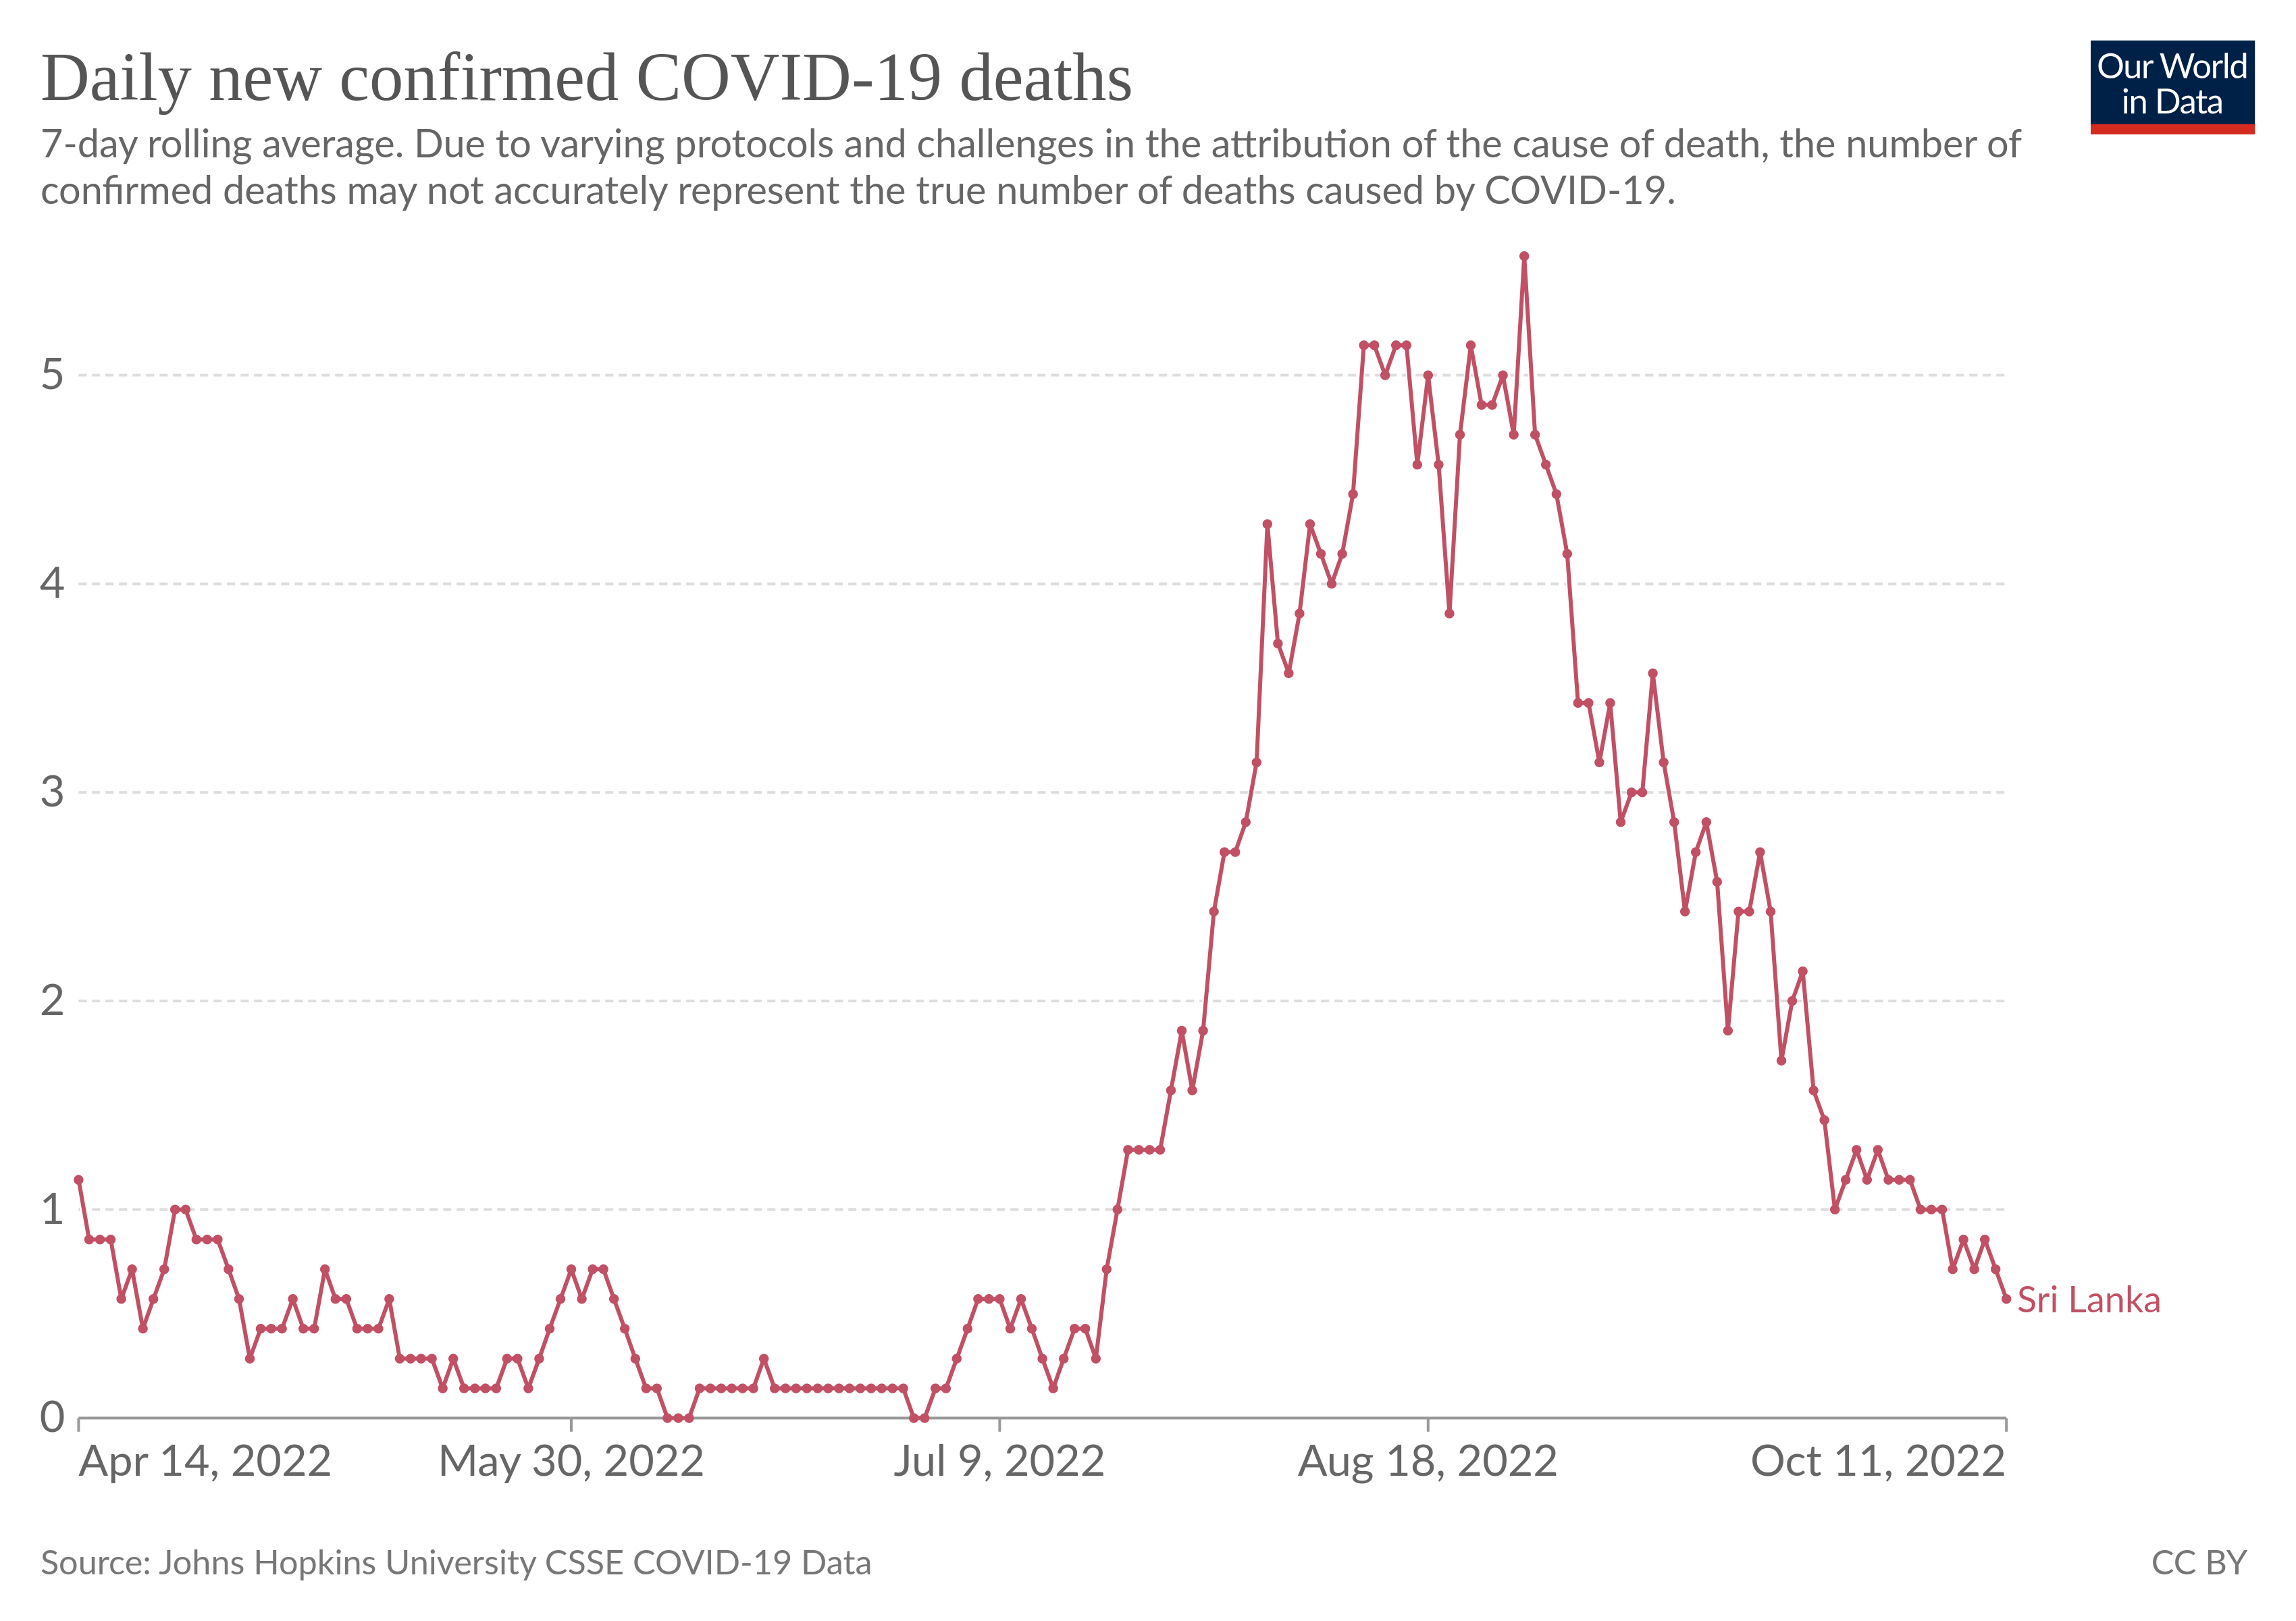 Daily new confirmed COVID-19 deaths
Our World
in Data
7-day rolling average. Due to varying protocols and challenges in the attribution of the cause of death, the number of
confirmed deaths may not accurately represent the true number of deaths caused by COVID-19.
5
4
3
2
1
0
Sri Lanka
Apr 14, 2022
May 30, 2022
Jul 9, 2022
Aug 18, 2022
Oct 11, 2022
Source: Johns Hopkins University CSSE COVID-19 Data
CC BY